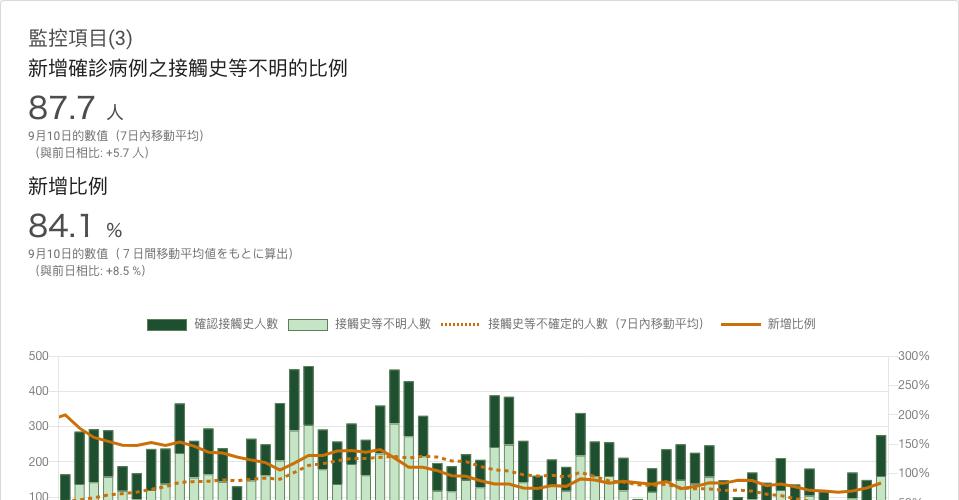 監控項目(3)
新增確診病例之接觸史等不明的比例
87.7 人
9月10日的數值（7日內移動平均）
（與前日相比: +5.7 人）
新增比例
84.1 %
9月10日的數值（７日間移動平均値をもとに算出）
（與前日相比: +8.5 %）
確認接觸史人數 接觸史等不明人數 接觸史等不確定的人數（7日內移動平均） 新增比例
500 300%
250%
400
200%
300
150%
200
100%
100